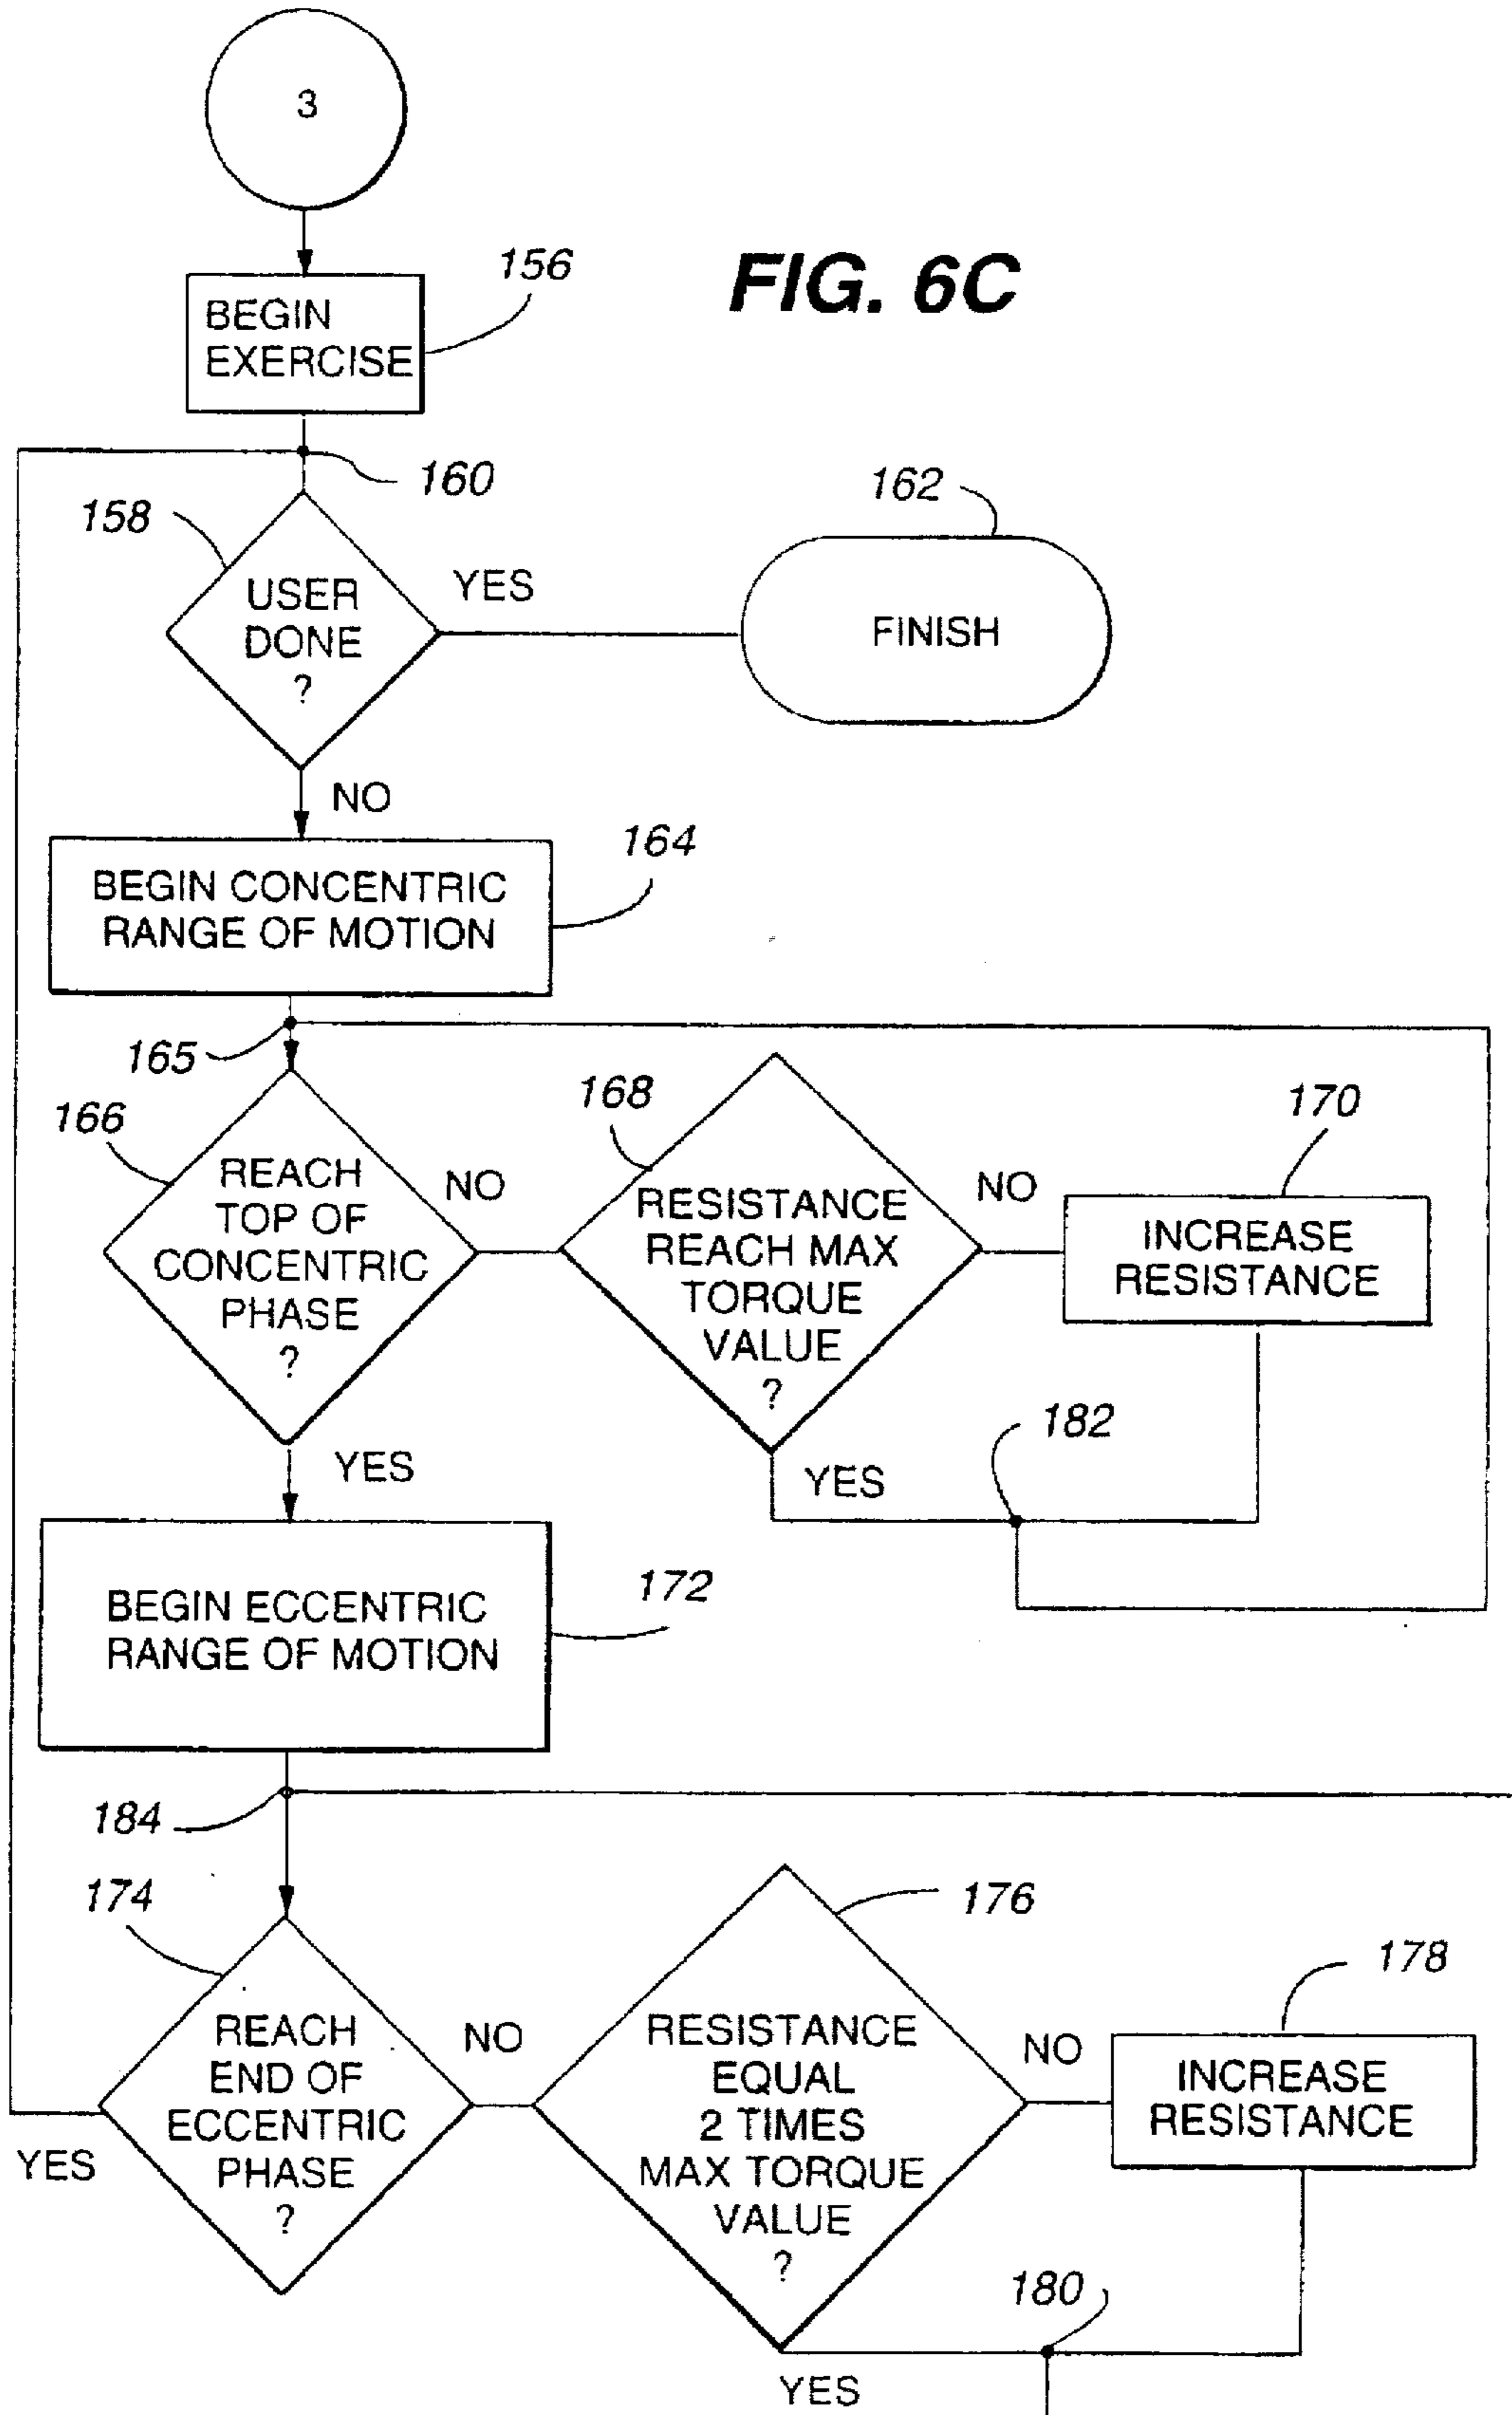 3
156
FIG. 6C
BEGIN
EXERCISE
160
162
158
USER
DONE
?
YES
FINISH
NO
164
BEGIN CONCENTRIC
RANGE OF MOTION
165
166
168
170
REACH
TOP OF
CONCENTRIC
PHASE
?
NO
RESISTANCE
REACH MAX
TORQUE
VALUE
?
NO
INCREASE
RESISTANCE
182
YES
YES
172
BEGIN ECCENTRIC
RANGE OF MOTION
184
174
176
178
REACH
END OF
ECCENTRIC
PHASE
?
NO
RESISTANCE
EQUAL
2 TIMES
MAX TORQUE
VALUE
?
NO
INCREASE
RESISTANCE
YES
180
YES